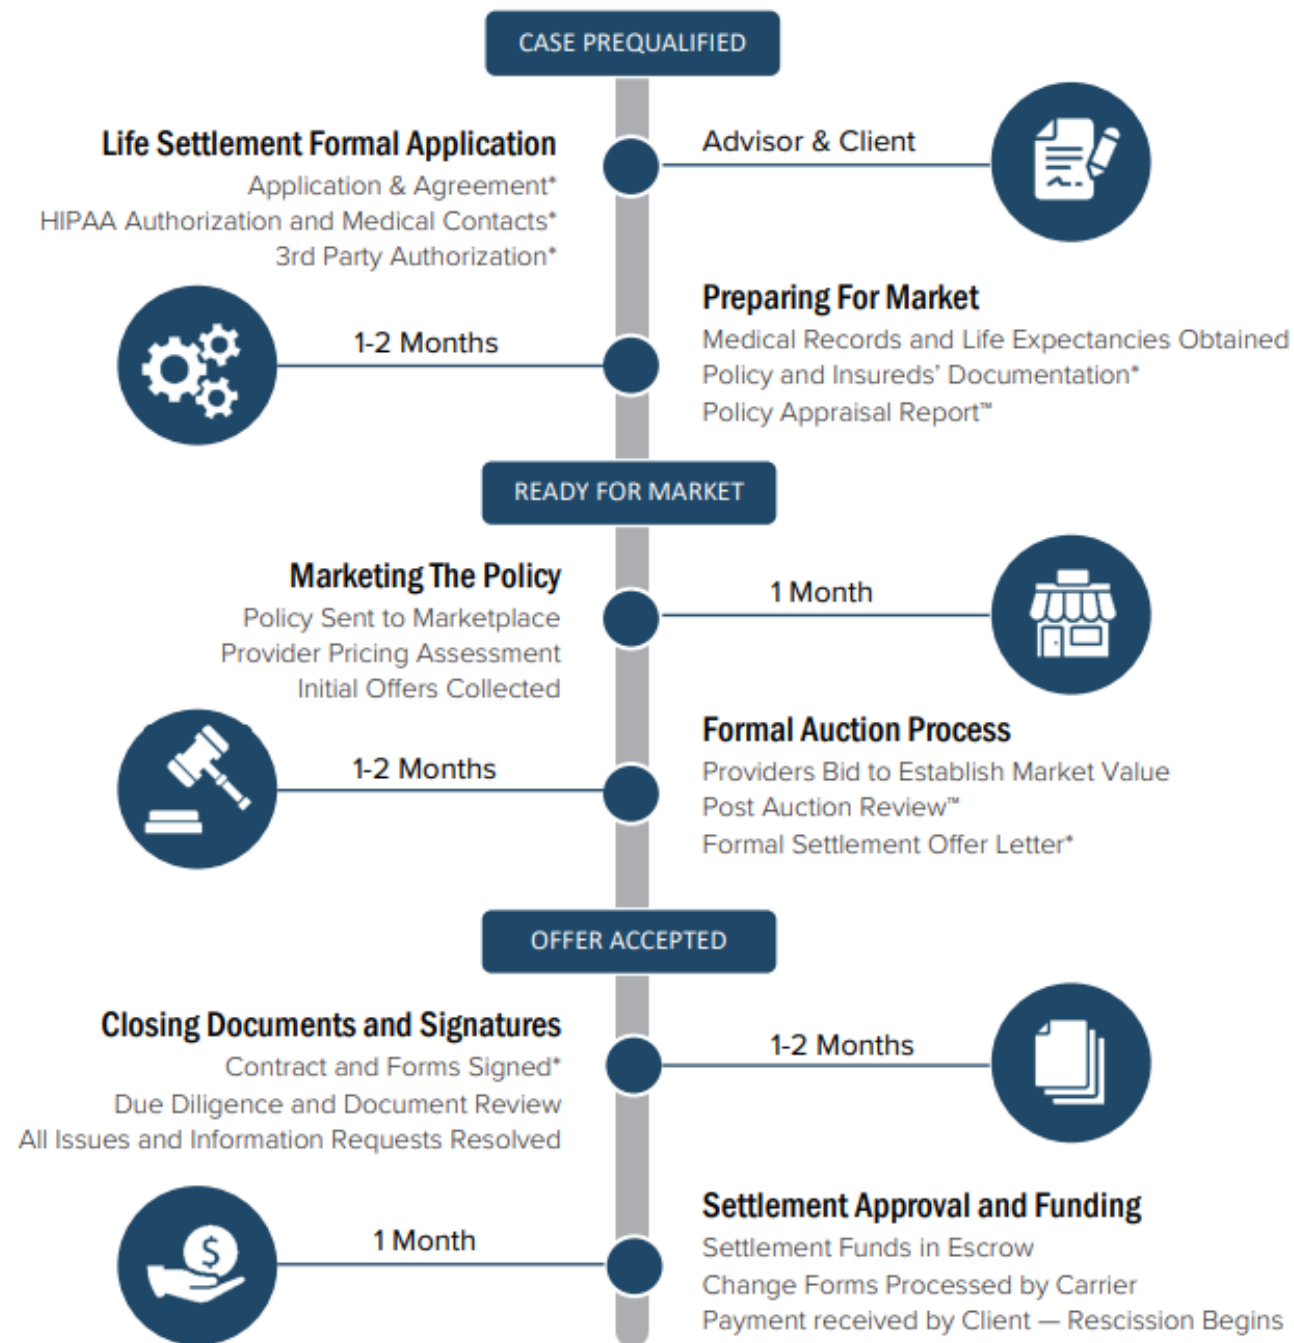 CASE PREQUALIFIED
Life Settlement Formal Application
Application & Agreement*
HIPAA Authorization and Medical Contacts*
3rd Party Authorization*
Advisor & Client
1-2 Months
Preparing For Market
Medical Records and Life Expectancies Obtained
Policy and Insureds’ Documentation*
Policy Appraisal Report™
READY FOR MARKET
Marketing The Policy
Policy Sent to Marketplace
Provider Pricing Assessment
Initial Offers Collected
1 Month
1-2 Months
Formal Auction Process
Providers Bid to Establish Market Value
Post Auction Review™
Formal Settlement Offer Letter*
OFFER ACCEPTED
Closing Documents and Signatures
Contract and Forms Signed*
Due Diligence and Document Review
All Issues and Information Requests Resolved
1-2 Months
$
1 Month
Settlement Approval and Funding
Settlement Funds in Escrow
Change Forms Processed by Carrier
Payment received by Client — Rescission Begins